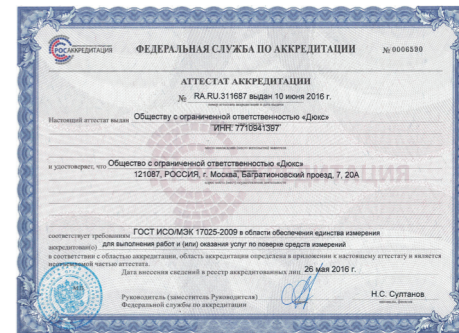 РОСАККРЕДИТАЦИЯ
ФЕДЕРАЛЬНАЯ СЛУЖБА ПО АККРЕДИТАЦИИ
№ 0006590
АТТЕСТАТ АККРЕДИТАЦИИ
№ RA.RU.311687 выдан 10 июня 2016 г.
Настоящий аттестат выдан Обществу с ограниченной ответственностью «Дюкс»
ИНН: 7710941397
и удостоверяет, что Общество с ограниченной ответственностью «Дюкс»
121087, РОССИЯ, г. Москва, Багратионовский проезд, 7, 20А
соответствует требованиям ГОСТ ИСО/МЭК 17025-2009 в области обеспечения единства измерения
аккредитован(о) для выполнения работ и (или) оказания услуг по поверке средств измерений
в соответствии с областью аккредитации, область аккредитации определена в приложении к настоящему аттестату и является
неотъемлемой частью аттестата.
Дата внесения сведений в реестр аккредитованных лиц 26 мая 2016 г.
Руководитель (заместитель Руководителя)
Федеральной службы по аккредитации
Н.С. Султанов